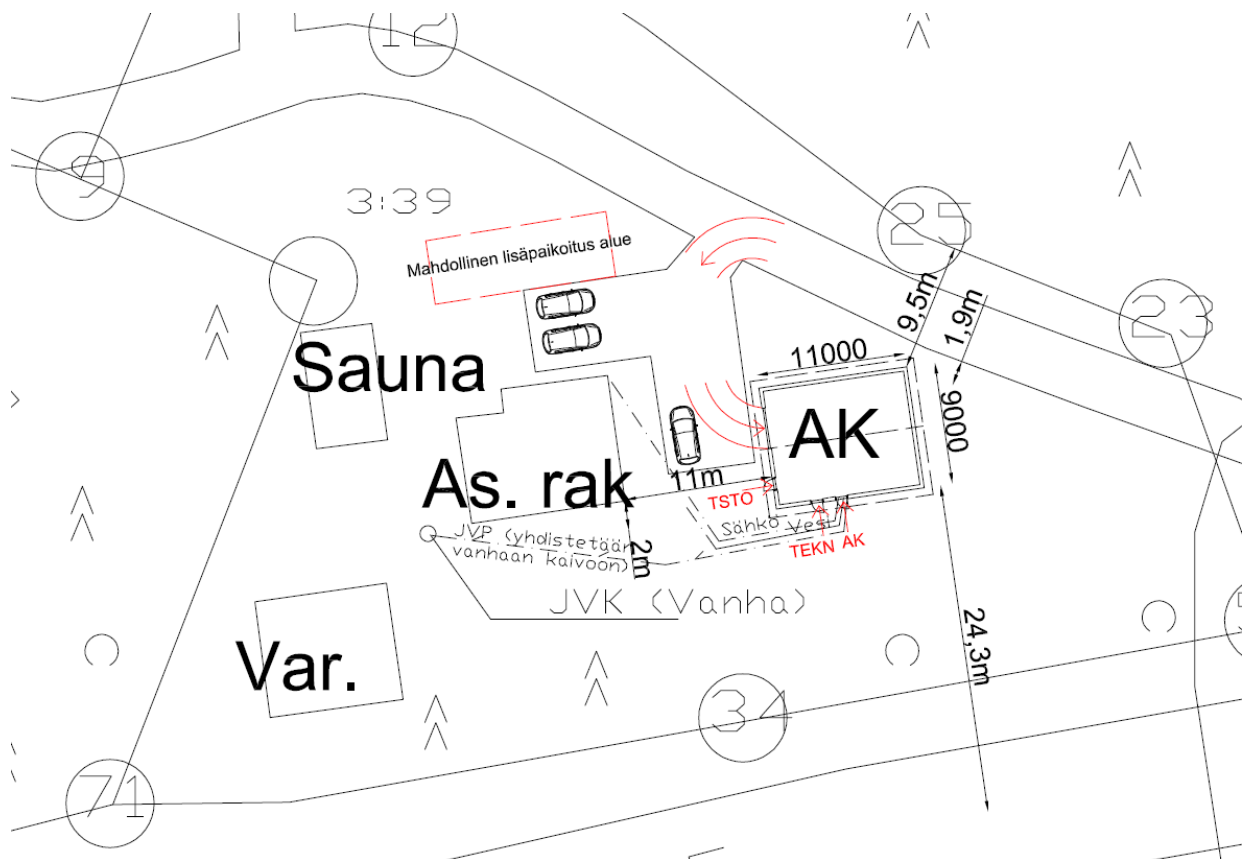 12
9
3:39
25
Mahdollinen lisäpaikoitus alue
9,5m
1,9m
23
Sauna
11000
9000
AK
As. rak
11m
TSTO
Sähkö Vesi
TEKN AK
JVP (yhdistetään
vanhaan kaivoon)
2m
JVK (Vanha)
24,3m
Var.
34
71